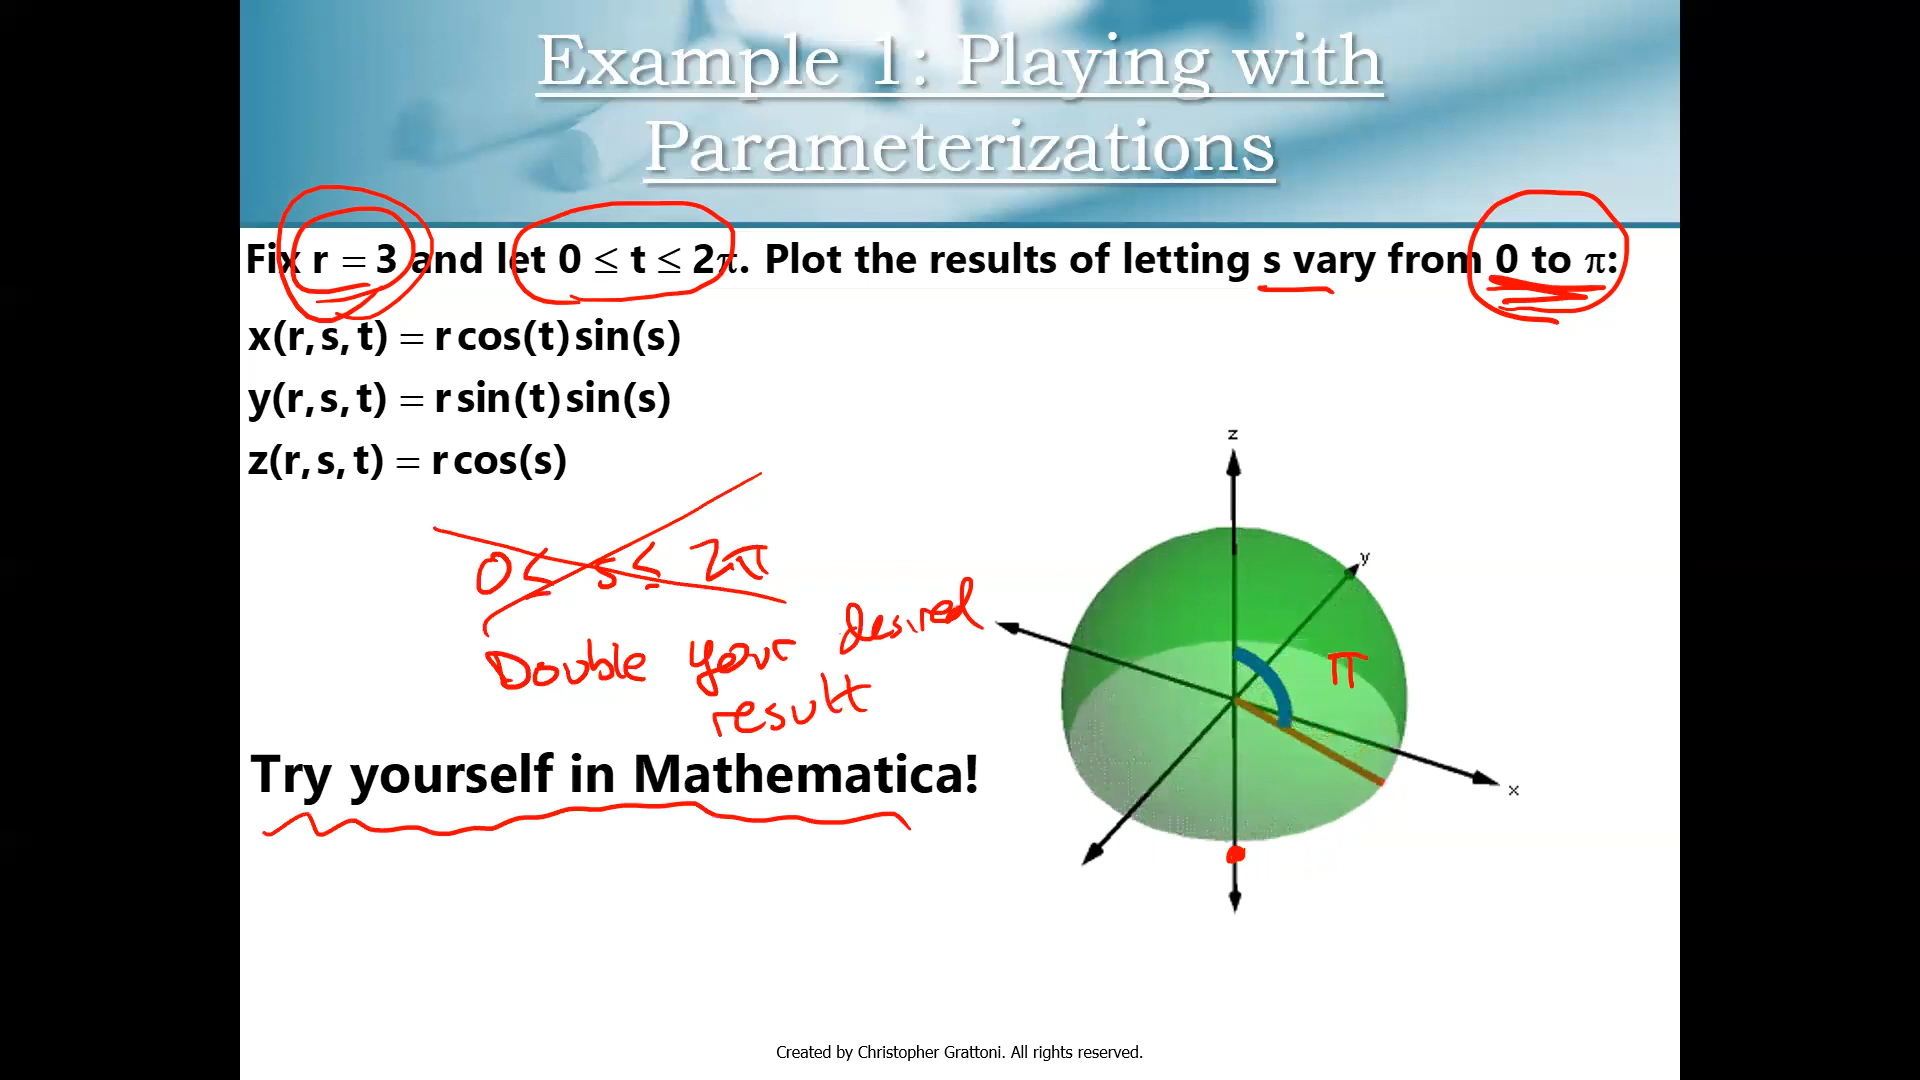 Example 1: Playing with
Parameterizations
Fix r = 3 and let 0 ≤ t ≤ 2π. Plot the results of letting s vary from 0 to π:
x(r,s,t) = r cos(t) sin(s)
y(r,s,t) = r sin(t) sin(s)
z(r,s,t) = r cos(s)
0 ≤ s ≤ 2π
Double your desired
result
Try yourself in Mathematica!
z
y
π
x
Created by Christopher Grattoni. All rights reserved.